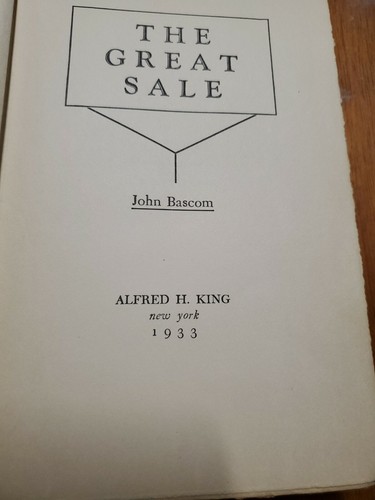 THE
GREAT
SALE
John Bascom
ALFRED H. KING
new york
1933